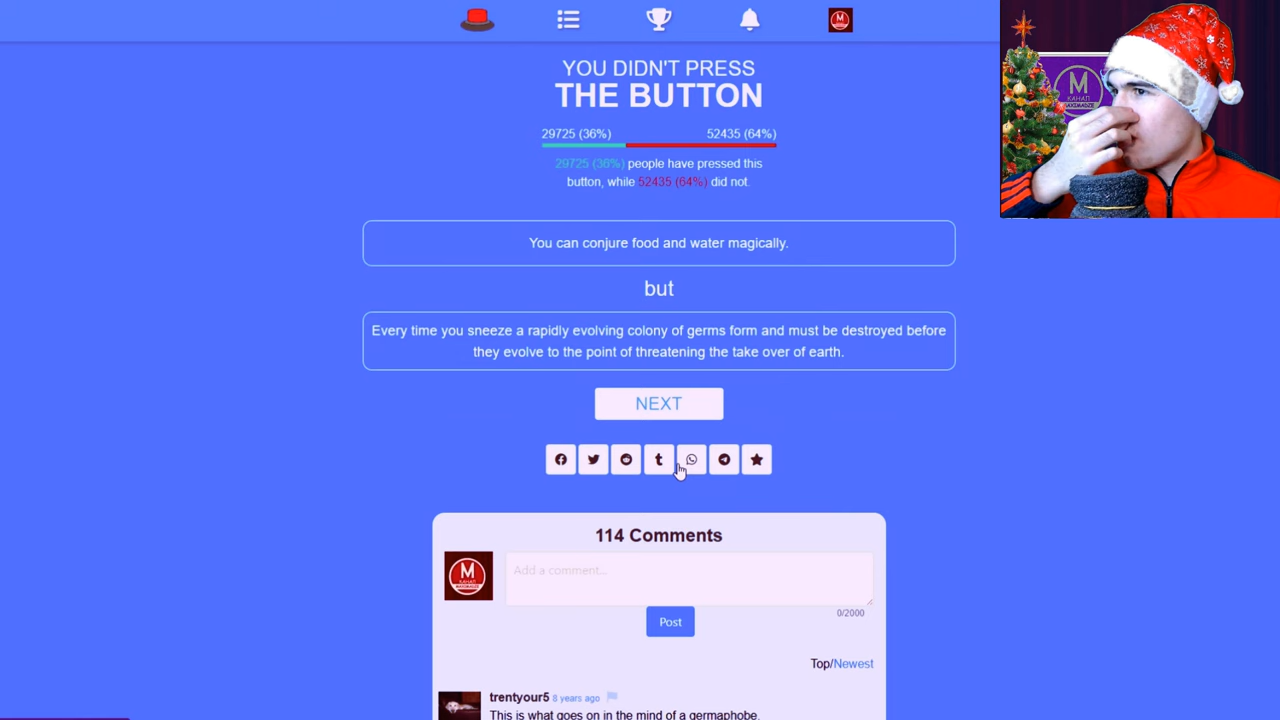 YOU DIDN'T PRESS
THE BUTTON
29725 (36%) 52435 (64%)
29725 (36%) people have pressed this
button, while 52435 (64%) did not.
You can conjure food and water magically.
but
Every time you sneeze a rapidly evolving colony of germs form and must be destroyed before
they evolve to the point of threatening the take over of earth.
NEXT
114 Comments
М
КАНАЛ
Add a comment...
0/2000
Post
Top/Newest
trentyour5 8 years ago
This is what goes on in the mind of a germaphobe.
М
КАНАЛ